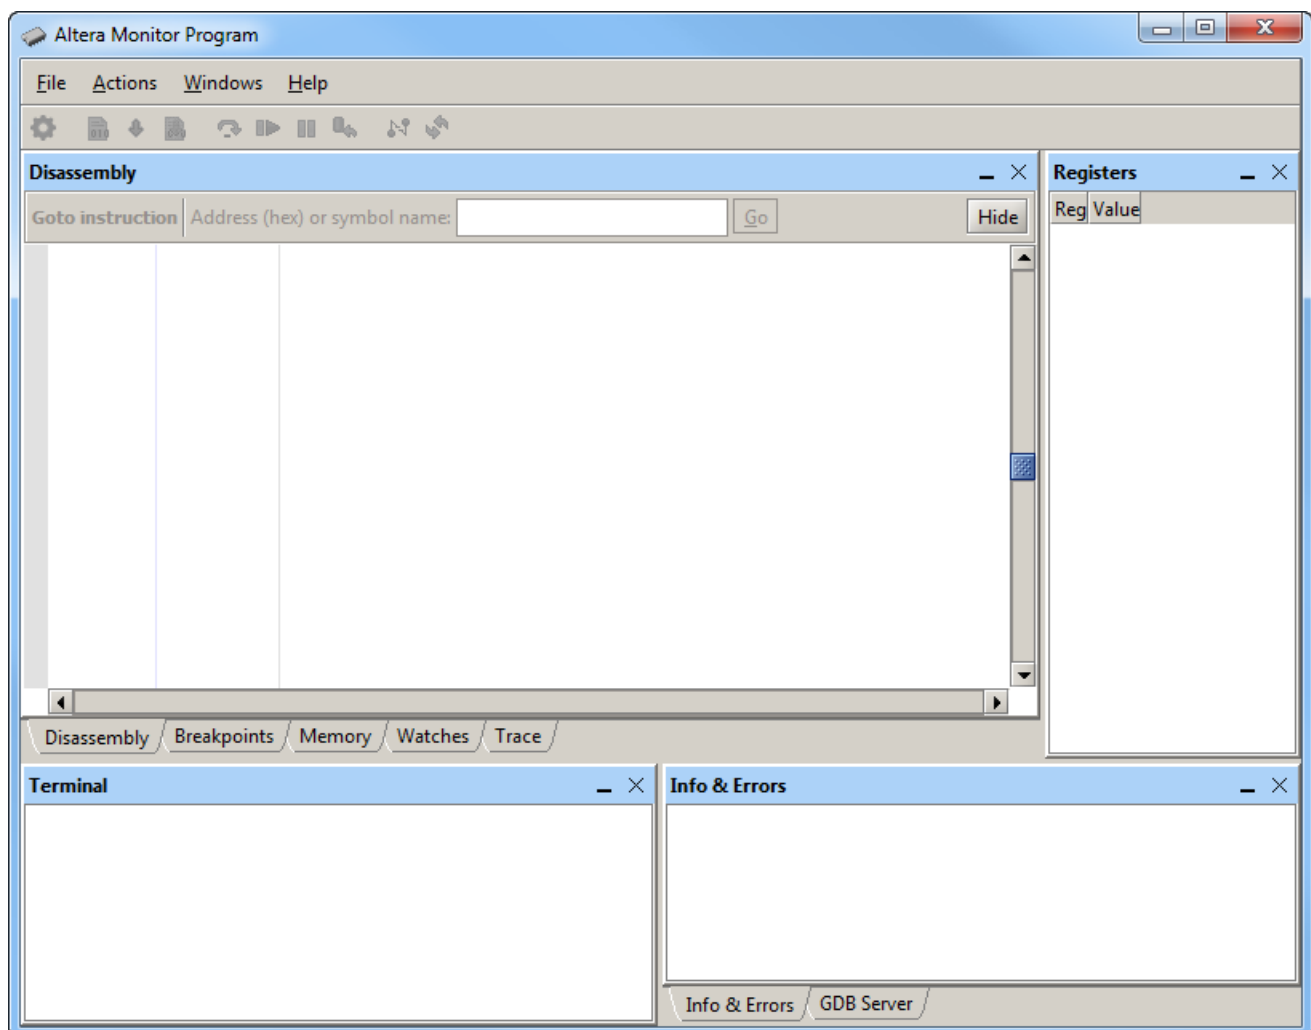 Altera Monitor Program
File Actions Windows Help
Disassembly
Registers
Goto instruction Address (hex) or symbol name: Go Hide
Reg Value
Disassembly Breakpoints Memory Watches Trace
Terminal
Info & Errors
Info & Errors GDB Server